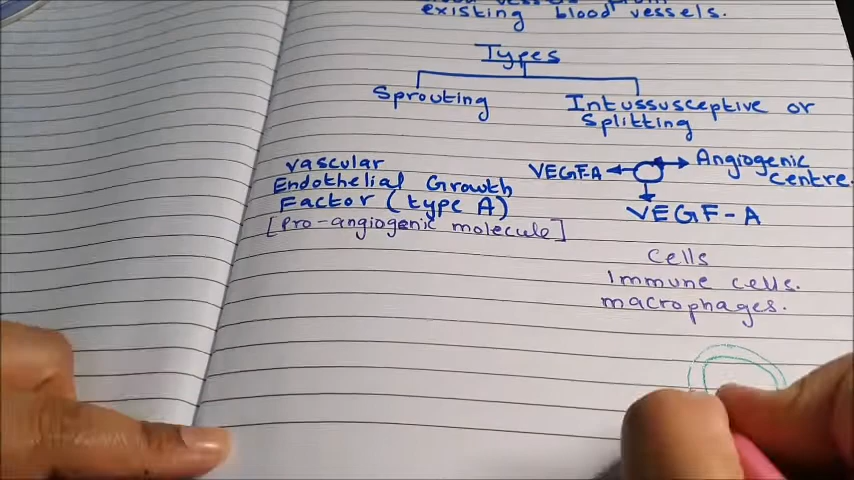 existing blood vessels.
Types
Sprouting
Intussusceptive or
Splitting
vascular
Endothelial Growth
Factor (type A)
[Pro-angiogenic molecule]
VEGFA
Angiogenic
centre.
VEGF-A
Cells
Immune cells.
macrophages.